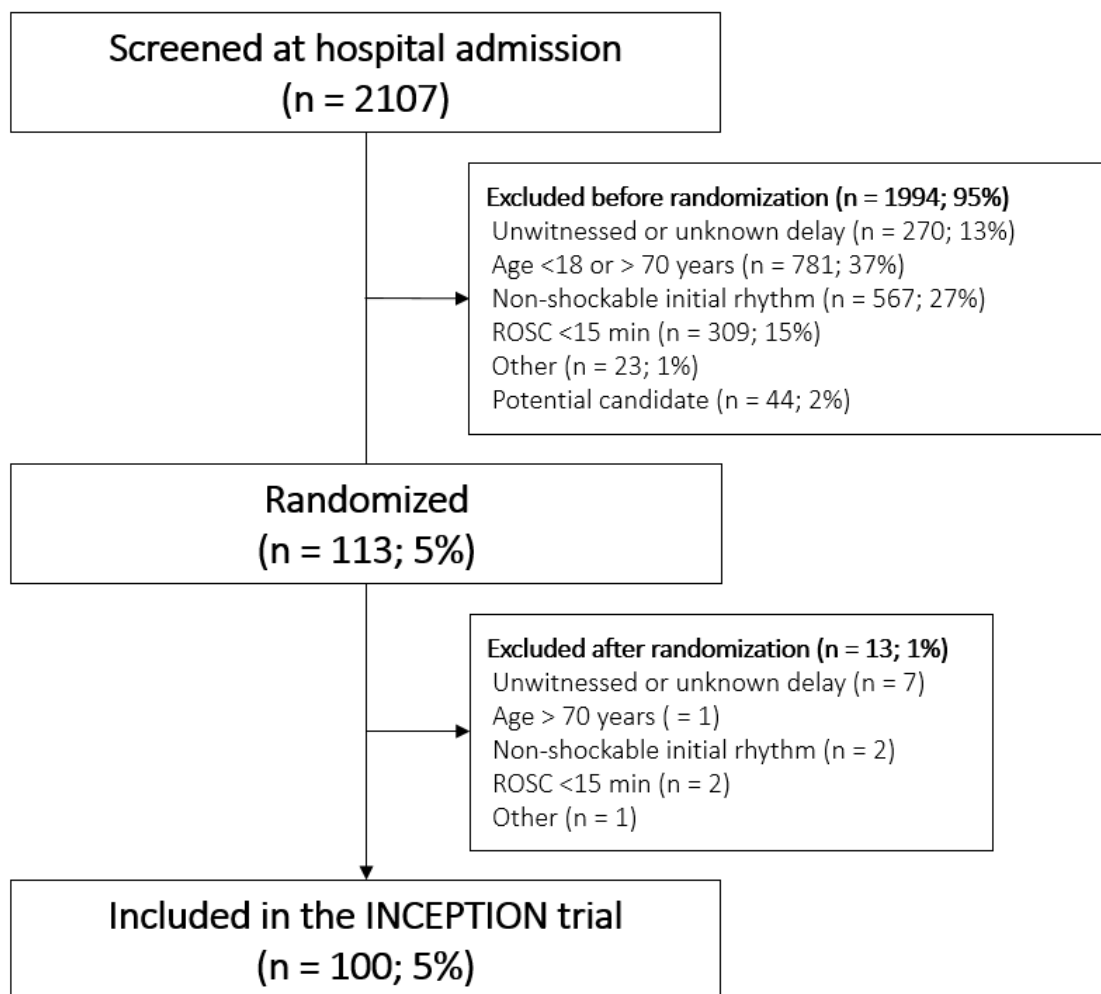 Screened at hospital admission
(n = 2107)
Excluded before randomization (n = 1994; 95%)
Unwitnessed or unknown delay (n = 270; 13%)
Age <18 or > 70 years (n = 781; 37%)
Non-shockable initial rhythm (n = 567; 27%)
ROSC <15 min (n = 309; 15%)
Other (n = 23; 1%)
Potential candidate (n = 44; 2%)
Randomized
(n = 113; 5%)
Excluded after randomization (n = 13; 1%)
Unwitnessed or unknown delay (n = 7)
Age > 70 years ( = 1)
Non-shockable initial rhythm (n = 2)
ROSC <15 min (n = 2)
Other (n = 1)
Included in the INCEPTION trial
(n = 100; 5%)